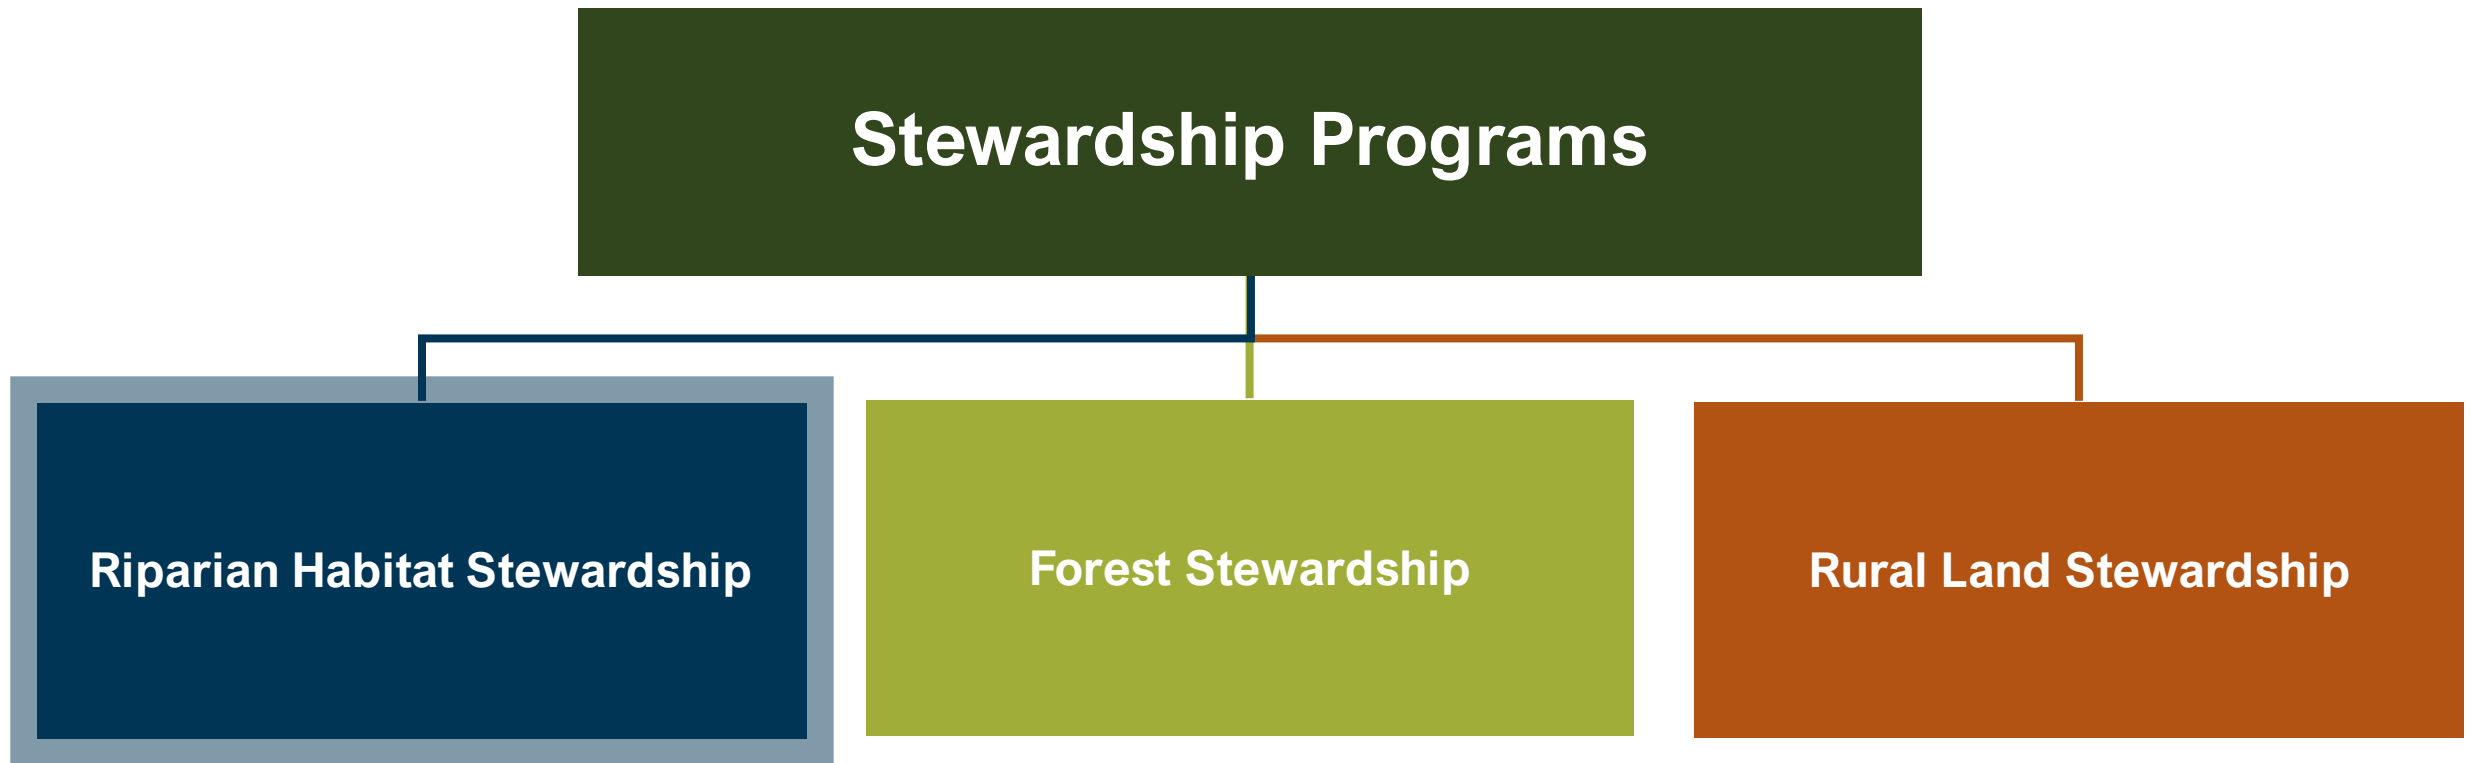 Stewardship Programs
Riparian Habitat Stewardship
Forest Stewardship
Rural Land Stewardship